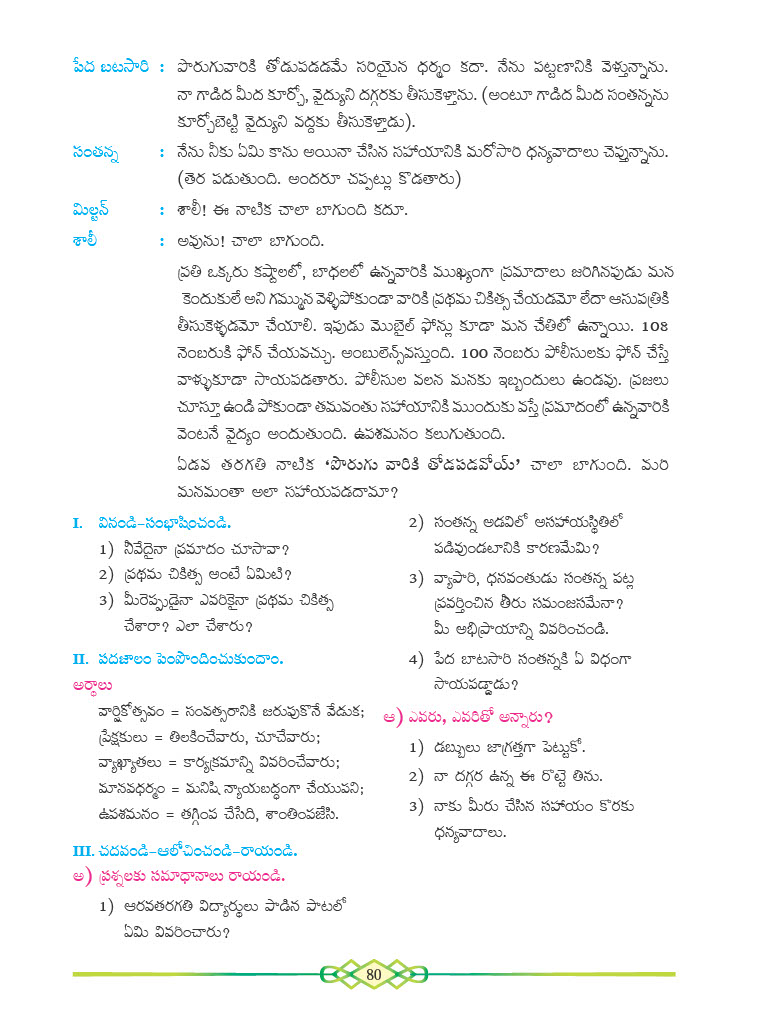 పేద బటసారి : పొరుగువారికి తోడుపడడమే సరియైన ధర్మం కదా. నేను పట్టణానికి వెళ్తున్నాను.
నా గాడిద మీద కూర్చో, వైద్యుని దగ్గరకు తీసుకెళ్తాను. (అంటూ గాడిద మీద సంతన్నను
కూర్చోబెట్టి వైద్యుని వద్దకు తీసుకెళ్తాడు).
సంతన్న : నేను నీకు ఏమి కాను అయినా చేసిన సహాయానికి మరోసారి ధన్యవాదాలు చెప్తున్నాను.
(తెర పడుతుంది. అందరూ చప్పట్లు కొడతారు)
మిల్టన్ : శాలీ! ఈ నాటిక చాలా బాగుంది కదూ.
శాలీ : అవును! చాలా బాగుంది.
ప్రతి ఒక్కరు కష్టాలలో, బాధలలో ఉన్నవారికి ముఖ్యంగా ప్రమాదాలు జరిగినపుడు మన
కెందుకులే అని గమ్మున వెళ్ళిపోకుండా వారికి ప్రథమ చికిత్స చేయడమో లేదా ఆసుపత్రికి
తీసుకెళ్ళడమో చేయాలి. ఇపుడు మొబైల్ ఫోన్లు కూడా మన చేతిలో ఉన్నాయి. 108
నెంబరుకి ఫోన్ చేయవచ్చు. అంబులెన్స్‌వస్తుంది. 100 నెంబరు పోలీసులకు ఫోన్ చేస్తే
వాళ్ళుకూడా సాయపడతారు. పోలీసుల వలన మనకు ఇబ్బందులు ఉండవు. ప్రజలు
చూస్తూ ఉండి పోకుండా తమవంతు సహాయానికి ముందుకు వస్తే ప్రమాదంలో ఉన్నవారికి
వెంటనే వైద్యం అందుతుంది. ఉపశమనం కలుగుతుంది.
ఏడవ తరగతి నాటిక ‘పొరుగు వారికి తోడపడవోయ్’ చాలా బాగుంది. మరి
మనమంతా అలా సహాయపడదామా?
I. వినండి-సంభాషించండి.
1) నీవేదైనా ప్రమాదం చూసావా?
2) ప్రథమ చికిత్స అంటే ఏమిటి?
3) మీరెప్పుడైనా ఎవరికైనా ప్రథమ చికిత్స
చేశారా? ఎలా చేశారు?
II. పదజాలం పెంపొందించుకుందాం.
అర్థాలు
వార్షికోత్సవం = సంవత్సరానికి జరుపుకొనే వేడుక;
ప్రేక్షకులు = తిలకించేవారు, చూచేవారు;
వ్యాఖ్యాతలు = కార్యక్రమాన్ని వివరించేవారు;
మానవధర్మం = మనిషి న్యాయబద్ధంగా చేయుపని;
ఉపశమనం = తగ్గింప చేసేది, శాంతింపజేసి.
III. చదవండి-ఆలోచించండి-రాయండి.
అ) ప్రశ్నలకు సమాధానాలు రాయండి.
1) ఆరవతరగతి విద్యార్థులు పాడిన పాటలో
ఏమి వివరించారు?
2) సంతన్న అడవిలో అసహాయస్థితిలో
పడివుండటానికి కారణమేమి?
3) వ్యాపారి, ధనవంతుడు సంతన్న పట్ల
ప్రవర్తించిన తీరు సమంజసమేనా?
మీ అభిప్రాయాన్ని వివరించండి.
4) పేద బాటసారి సంతన్నకి ఏ విధంగా
సాయపడ్డాడు?
ఆ) ఎవరు, ఎవరితో అన్నారు?
1) డబ్బులు జాగ్రత్తగా పెట్టుకో.
2) నా దగ్గర ఉన్న ఈ రొట్టె తిను.
3) నాకు మీరు చేసిన సహాయం కొరకు
ధన్యవాదాలు.
80